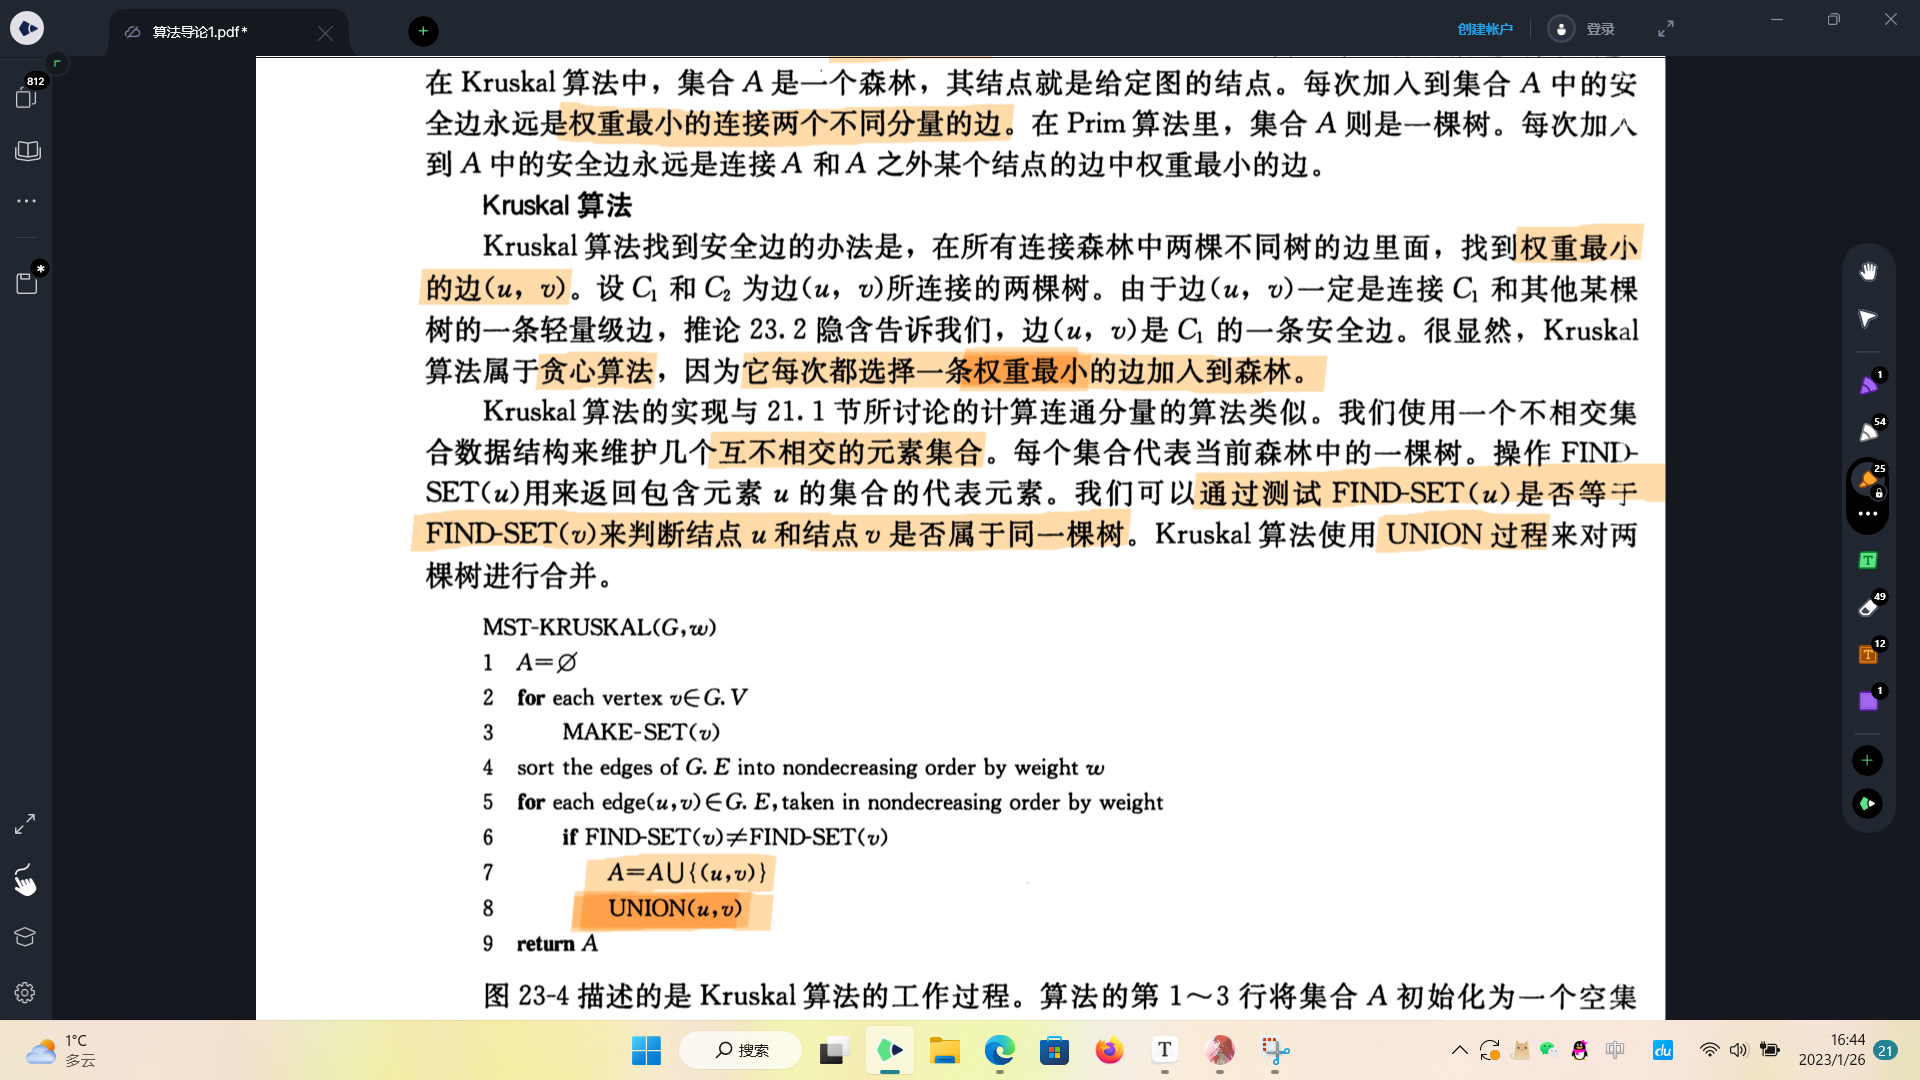 算法导论1.pdf*
创建帐户
登录
812
在 Kruskal 算法中，集合 A 是一个森林，其结点就是给定图的结点。每次加入到集合 A 中的安
全边永远是权重最小的连接两个不同分量的边。在 Prim 算法里，集合 A 则是一棵树。每次加入
到 A 中的安全边永远是连接 A 和 A 之外某个结点的边中权重最小的边。
Kruskal 算法
Kruskal 算法找到安全边的办法是，在所有连接森林中两棵不同树的边里面，找到权重最小
的边(u，v)。设 C₁ 和 C₂ 为边(u，v)所连接的两棵树。由于边(u，v)一定是连接 C₁ 和其他某棵
树的一条轻量级边，推论 23.2 隐含告诉我们，边(u，v)是 C₁ 的一条安全边。很显然，Kruskal
算法属于贪心算法，因为它每次都选择一条权重最小的边加入到森林。
Kruskal 算法的实现与 21.1 节所讨论的计算连通分量的算法类似。我们使用一个不相交集
合数据结构来维护几个互不相交的元素集合。每个集合代表当前森林中的一棵树。操作 FIND-
SET(u)用来返回包含元素 u 的集合的代表元素。我们可以通过测试 FIND-SET(u)是否等于
FIND-SET(v)来判断结点 u 和结点 v 是否属于同一棵树。Kruskal 算法使用 UNION 过程来对两
棵树进行合并。
MST-KRUSKAL(G,w)
1 A=∅
2 for each vertex v∈G.V
3 MAKE-SET(v)
4 sort the edges of G.E into nondecreasing order by weight w
5 for each edge(u,v)∈G.E,taken in nondecreasing order by weight
6 if FIND-SET(v)≠FIND-SET(v)
7 A=A∪{(u,v)}
8 UNION(u,v)
9 return A
图 23-4 描述的是 Kruskal 算法的工作过程。算法的第 1～3 行将集合 A 初始化为一个空集
1
54
25
T
49
12
T
1
1°C
多云
搜索
T
中
du
16:44
2023/1/26
21